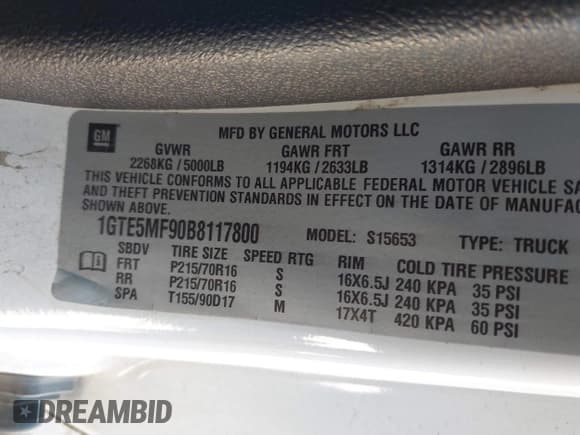 GM
MFD BY GENERAL MOTORS LLC
GVWR GAWR FRT GAWR RR
2268KG / 5000LB 1194KG / 2633LB 1314KG / 2896LB
THIS VEHICLE CONFORMS TO ALL APPLICABLE FEDERAL MOTOR VEHICLE
AND THEFT PREVENTION STANDARDS IN EFFECT ON THE DATE OF
SHOWN ABOVE.
1GTE5MF90B8117800 MODEL: S15653 TYPE: TRUCK
SBDV TIRE SIZE SPEED RTG RIM COLD TIRE PRESSURE
FRT P215/70R16 S 16X6.5J 240 KPA 35 PSI
RR P215/70R16 S 16X6.5J 240 KPA 35 PSI
SPA T155/90D17 M 17X4T 420 KPA 60 PSI
DREAMBID